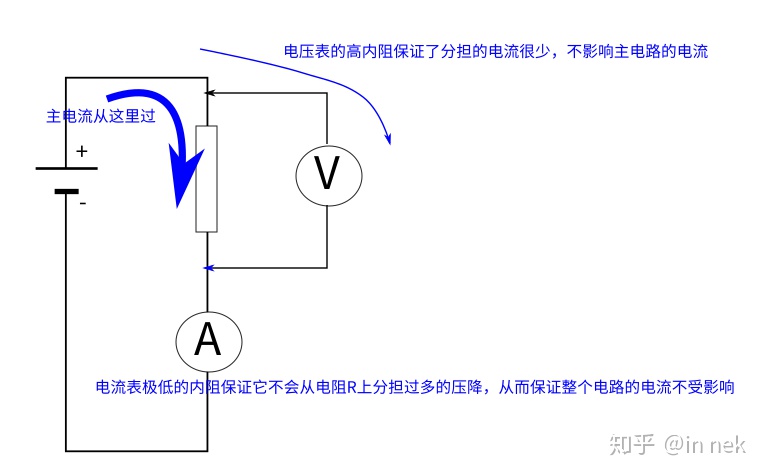 电压表的高内阻保证了分担的电流很少，不影响主电路的电流
主电流从这里过
+
-
V
A
电流表极低的内阻保证它不会从电阻R上分担过多的压降，从而保证整个电路的电流不受影响
知乎 @in nek